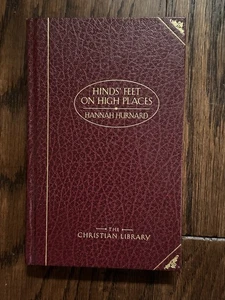 HINDS' FEET
ON HIGH PLACES
HANNAH HURNARD
THE
CHRISTIAN LIBRARY